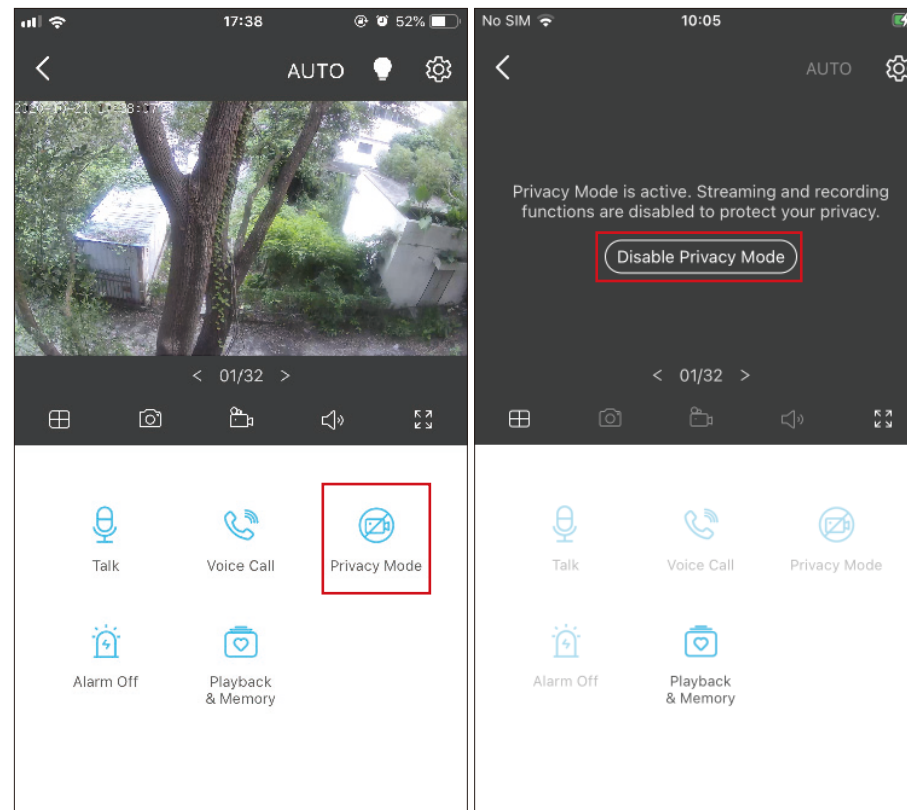 17:38
52%
AUTO
< 01/32 >
Talk
Voice Call
Privacy Mode
Alarm Off
Playback
& Memory
No SIM
10:05
AUTO
Privacy Mode is active. Streaming and recording
functions are disabled to protect your privacy.
Disable Privacy Mode
< 01/32 >
Talk
Voice Call
Privacy Mode
Alarm Off
Playback
& Memory